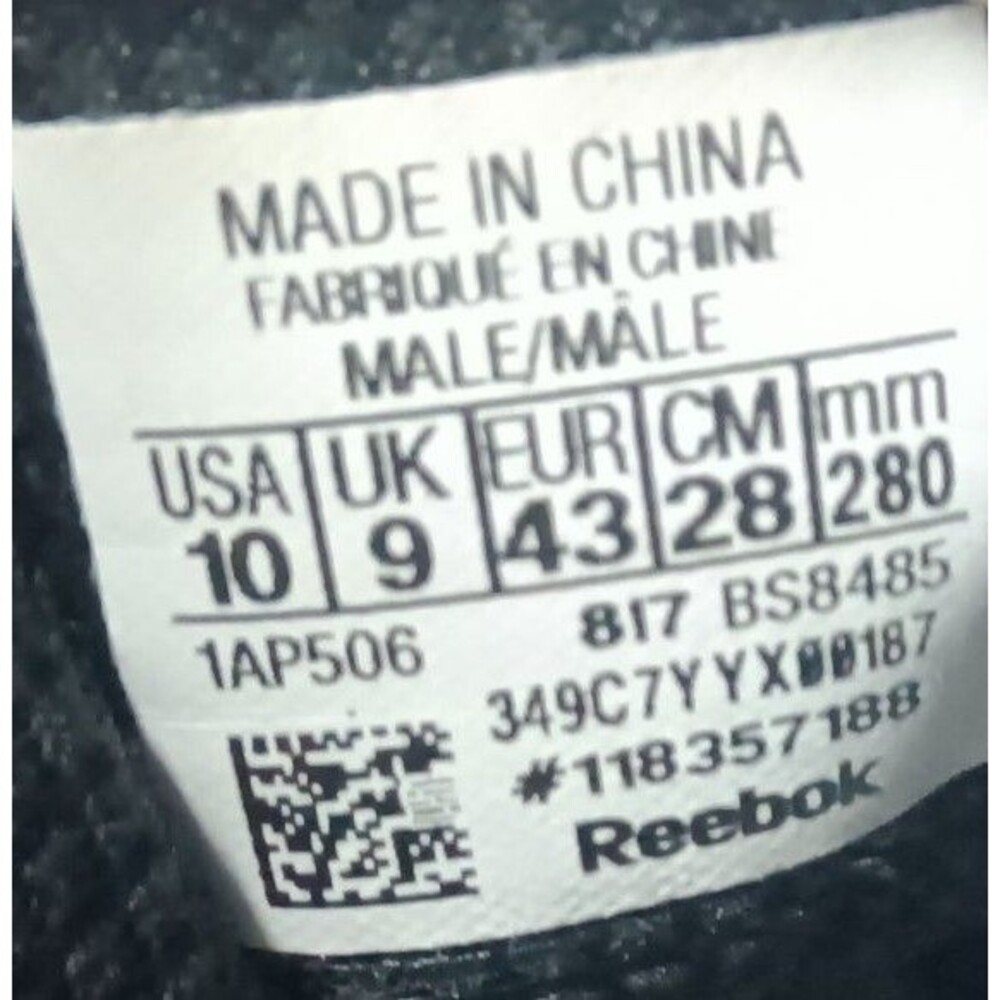 MADE IN CHINA
FABRIQUÉ EN CHINE
MALE/MÂLE
USA UK EUR CM mm
10 9 43 28 280
1AP506 817 BS8485
349C7YYX00187
#118357188
Reebok